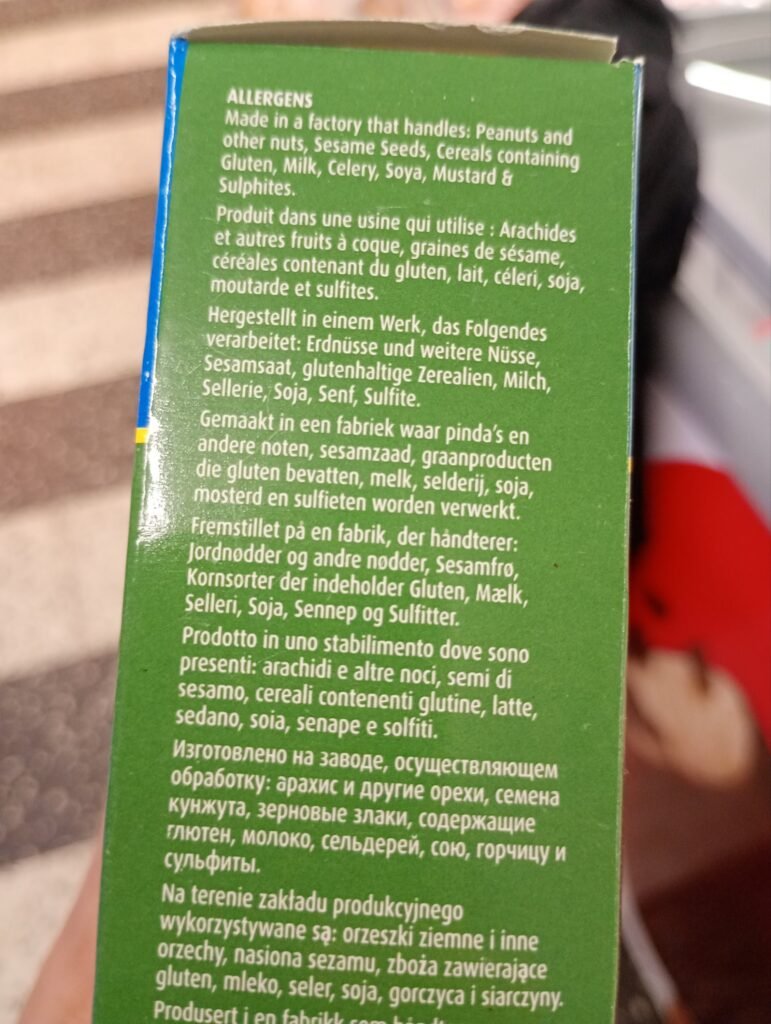 ALLERGENS
Made in a factory that handles: Peanuts and
other nuts, Sesame Seeds, Cereals containing
Gluten, Milk, Celery, Soya, Mustard &
Sulphites.
Produit dans une usine qui utilise : Arachides
et autres fruits à coque, graines de sésame,
céréales contenant du gluten, lait, céleri, soja,
moutarde et sulfites.
Hergestellt in einem Werk, das Folgendes
verarbeitet: Erdnüsse und weitere Nüsse,
Sesamsaat, glutenhaltige Zerealien, Milch,
Sellerie, Soja, Senf, Sulfite.
Gemaakt in een fabriek waar pinda's en
andere noten, sesamzaad, graanproducten
die gluten bevatten, melk, selderij, soja,
mosterd en sulfieten worden verwerkt.
Fremstillet på en fabrik, der håndterer:
Jordnødder og andre nødder, Sesamfrø,
Kornsorter der indeholder Gluten, Mælk,
Selleri, Soja, Sennep og Sulfitter.
Prodotto in uno stabilimento dove sono
presenti: arachidi e altre noci, semi di
sesamo, cereali contenenti glutine, latte,
sedano, soia, senape e solfiti.
Изготовлено на заводе, осуществляющем
обработку: арахис и другие орехи, семена
кунжута, зерновые злаки, содержащие
глютен, молоко, сельдерей, сою, горчицу и
сульфиты.
Na terenie zakładu produkcyjnego
wykorzystywane są: orzeszki ziemne i inne
orzechy, nasiona sezamu, zboża zawierające
gluten, mleko, seler, soja, gorczyca i siarczyny.
Produsert i en fabrikk som